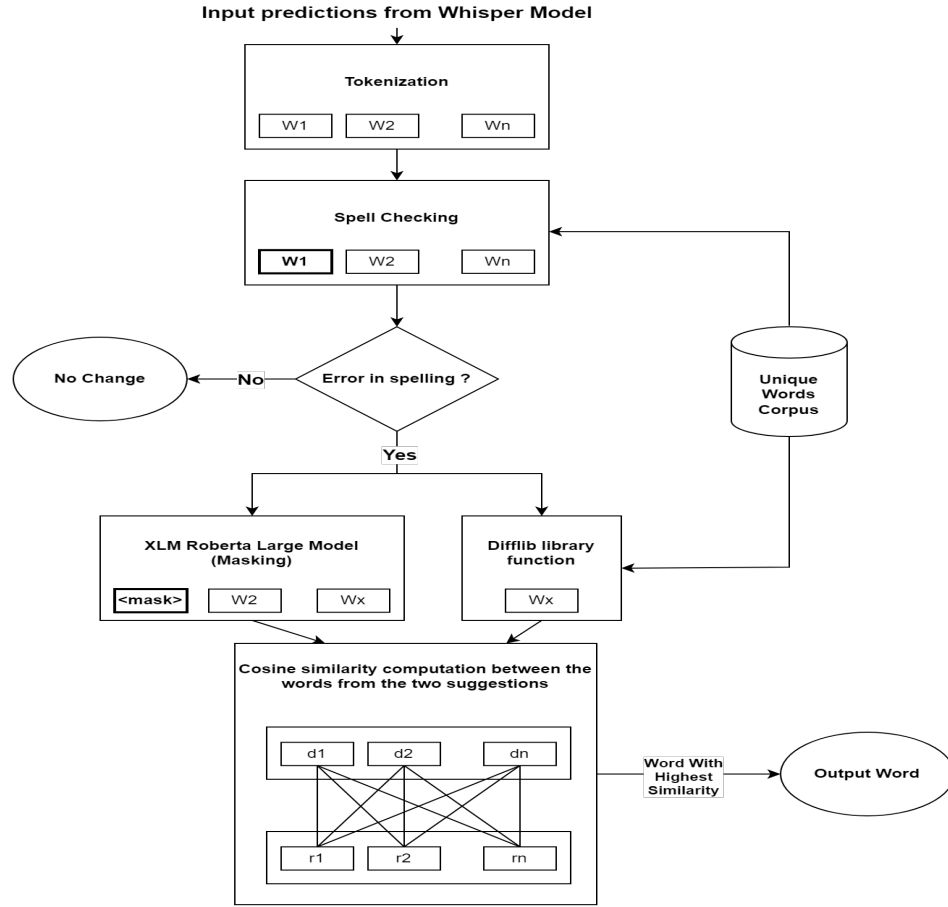 Input predictions from Whisper Model
Tokenization
W1 W2 Wn
Spell Checking
W1 W2 Wn
No Change
No
Error in spelling ?
Unique
Words
Corpus
Yes
XLM Roberta Large Model
(Masking)
<mask> W2 Wx
Difflib library
function
Wx
Cosine similarity computation between the
words from the two suggestions
d1 d2 dn
r1 r2 rn
Word With
Highest
Similarity
Output Word